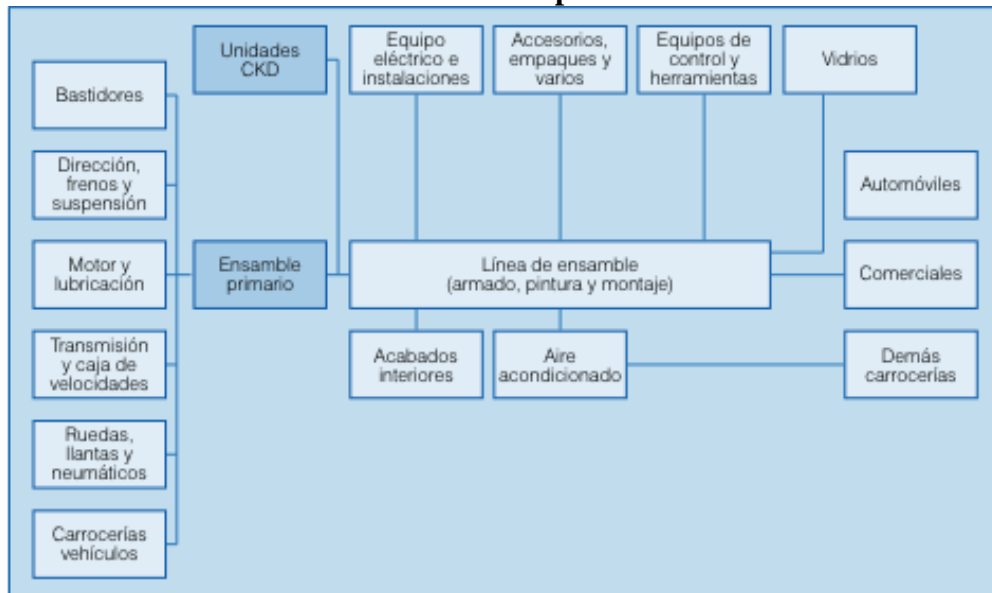 Unidades
CKD
Equipo
eléctrico e
instalaciones
Accesorios,
empaques y
varios
Equipos de
control y
herramientas
Vidrios
Bastidores
Dirección,
frenos y
suspensión
Automóviles
Motor y
lubricación
Ensamble
primario
Línea de ensamble
(armado, pintura y montaje)
Comerciales
Transmisión
y caja de
velocidades
Acabados
interiores
Aire
acondicionado
Demás
carrocerías
Ruedas,
llantas y
neumáticos
Carrocerías
vehículos